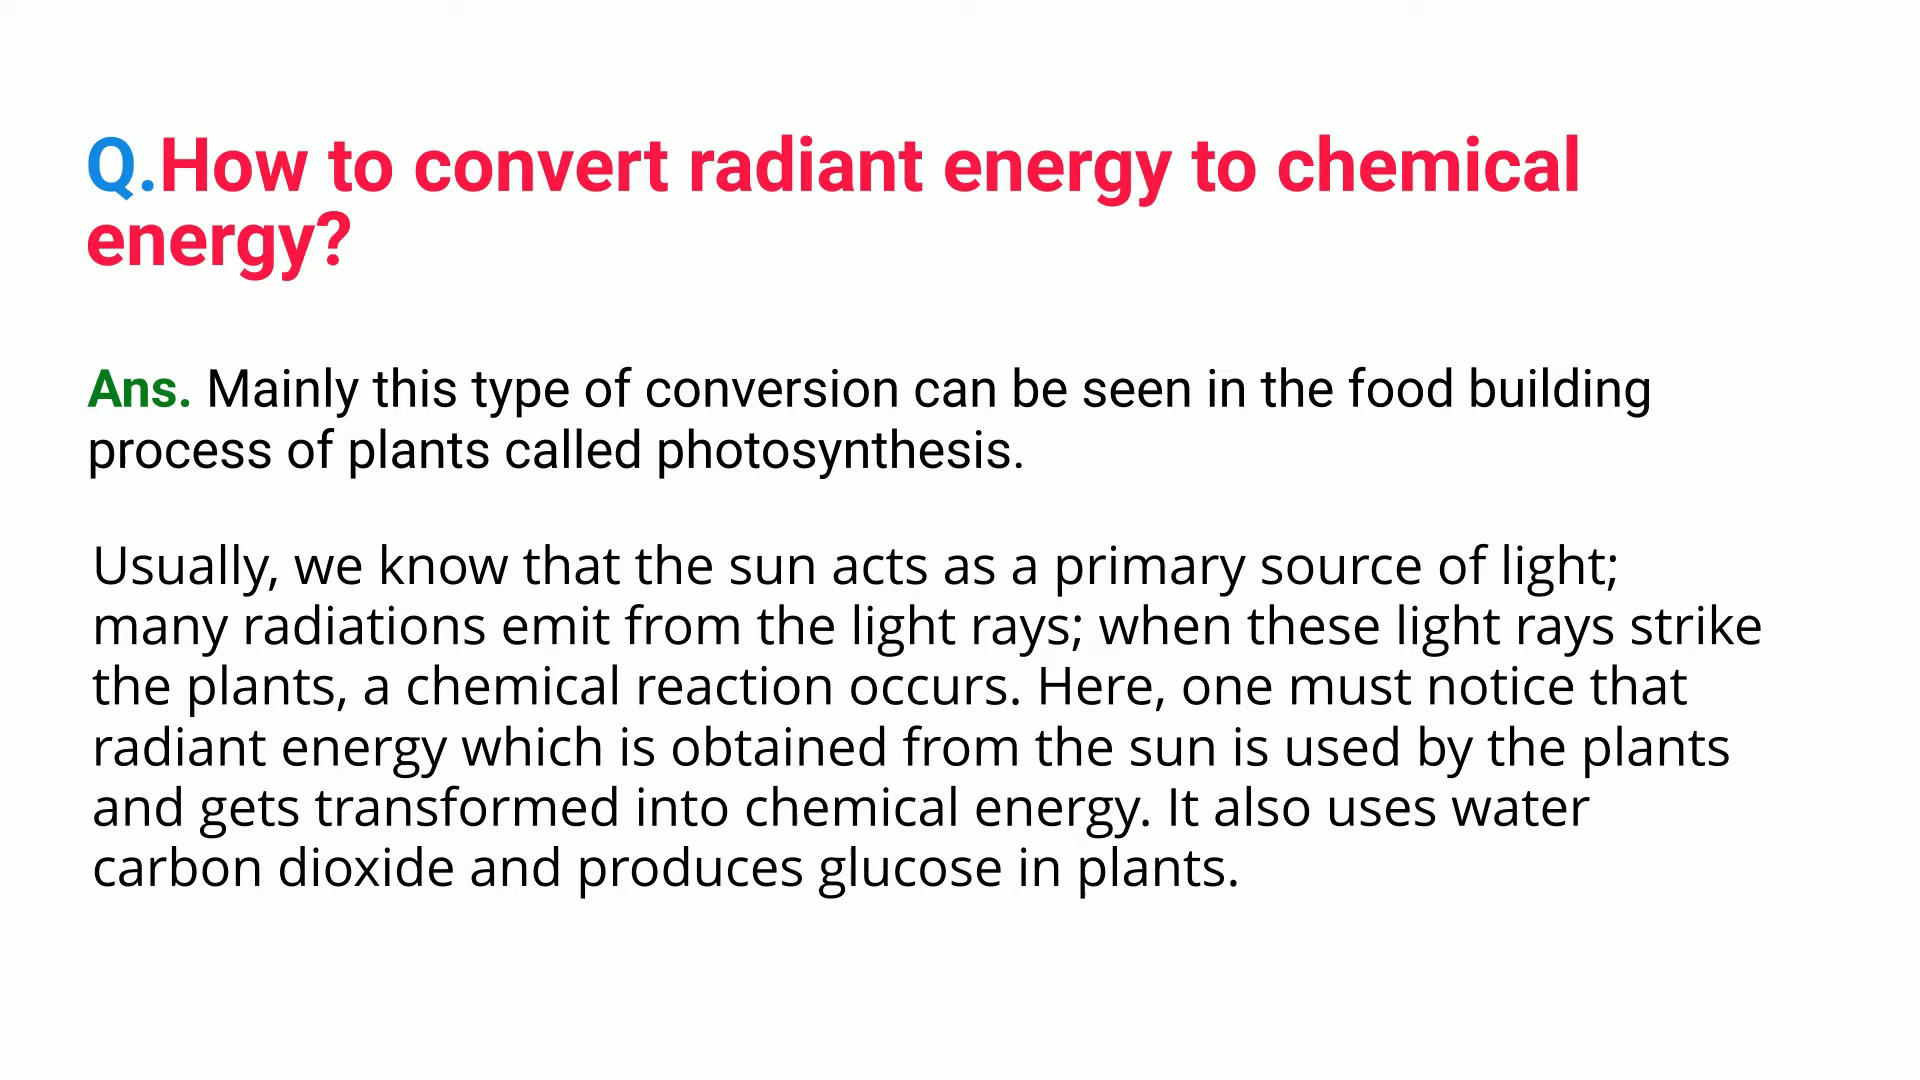 Q.How to convert radiant energy to chemical
energy?
Ans. Mainly this type of conversion can be seen in the food building
process of plants called photosynthesis.
Usually, we know that the sun acts as a primary source of light;
many radiations emit from the light rays; when these light rays strike
the plants, a chemical reaction occurs. Here, one must notice that
radiant energy which is obtained from the sun is used by the plants
and gets transformed into chemical energy. It also uses water
carbon dioxide and produces glucose in plants.